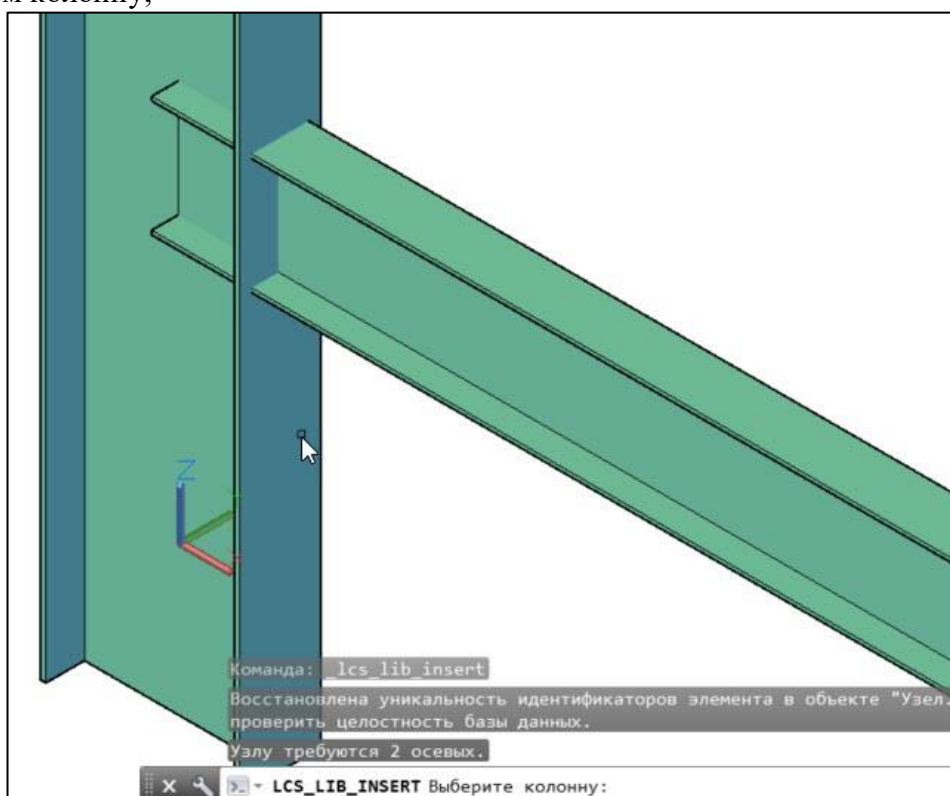 м колонну;
Z
Команда: _lcs_lib_insert
Восстановлена уникальность идентификаторов элемента в объекте "Узел.
проверить целостность базы данных.
Узлу требуются 2 осевых.
LCS_LIB_INSERT Выберите колонну: